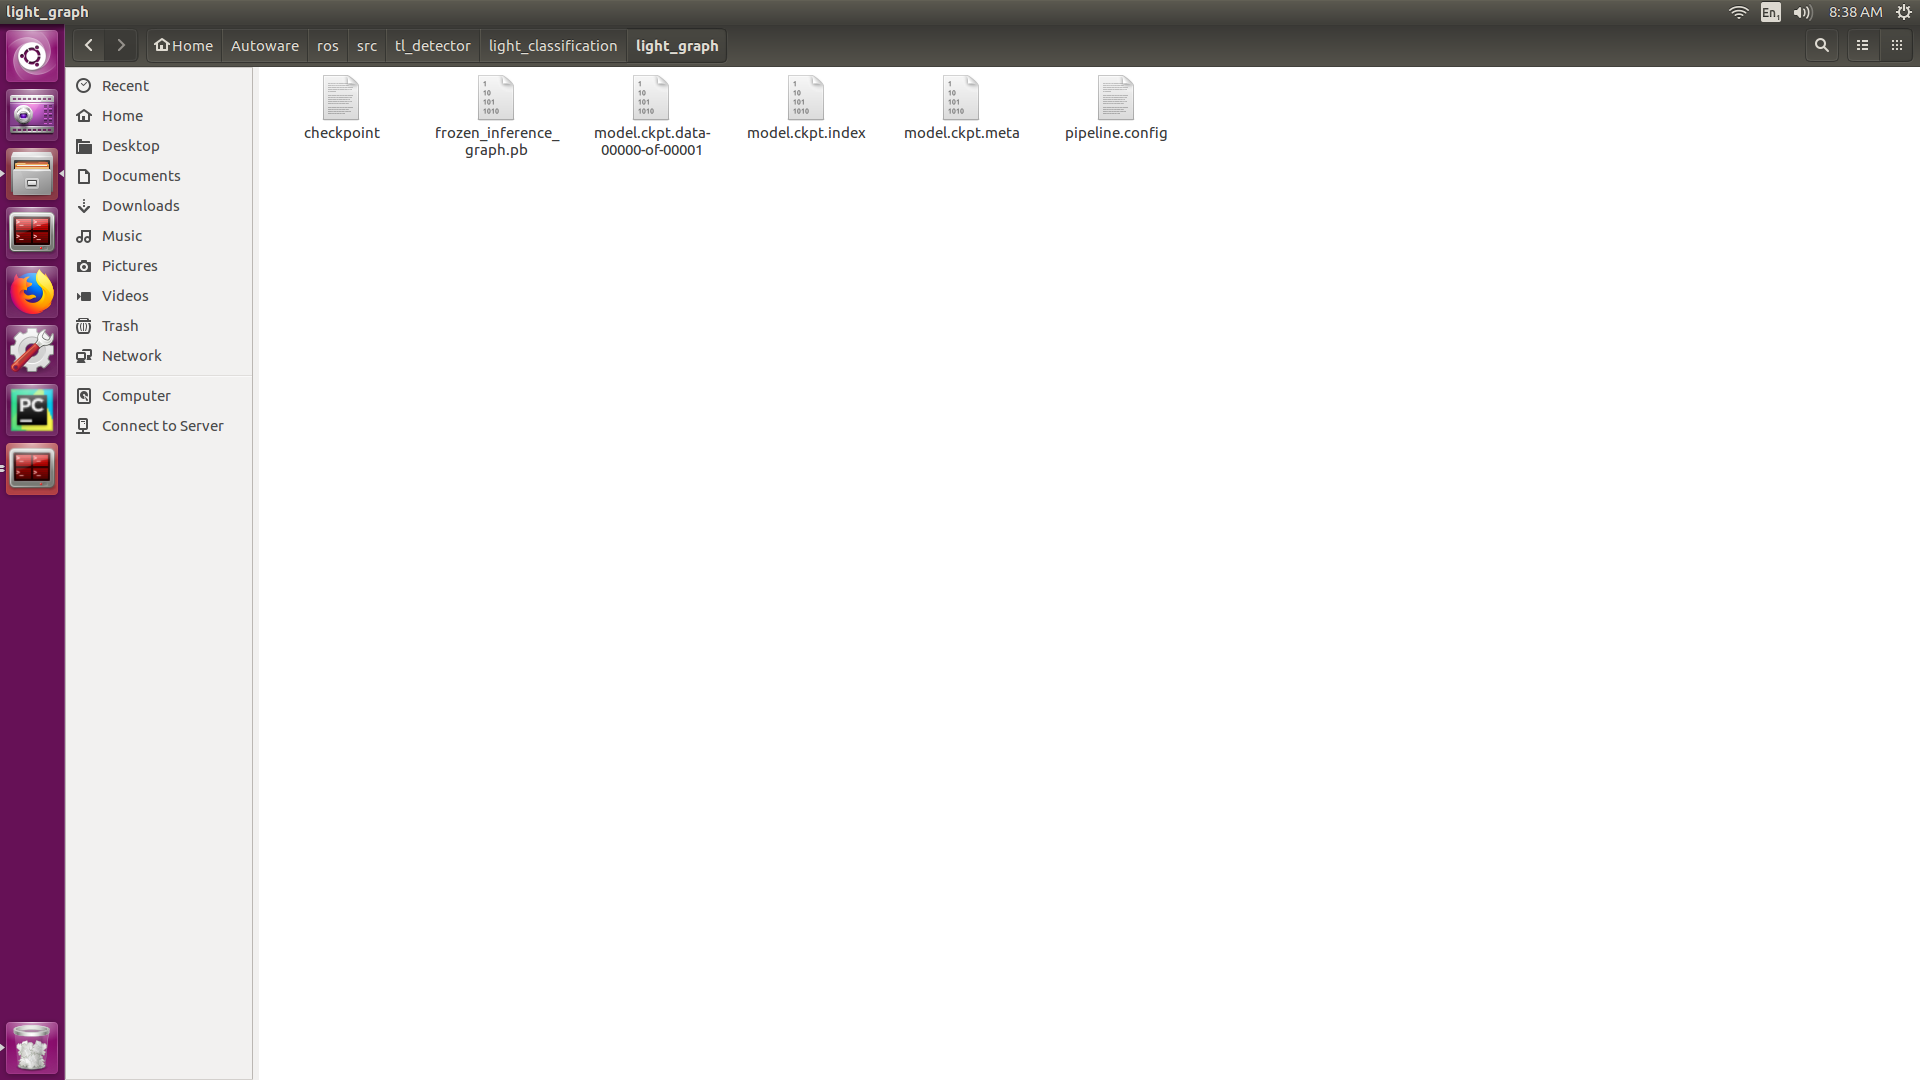 light_graph
En1
8:38 AM
Home
Autoware
ros
src
tl_detector
light_classification
light_graph
Recent
Home
Desktop
Documents
Downloads
Music
Pictures
Videos
Trash
Network
Computer
Connect to Server
PC
checkpoint
1
10
101
1010
frozen_inference_
graph.pb
1
10
101
1010
model.ckpt.data-
00000-of-00001
1
10
101
1010
model.ckpt.index
1
10
101
1010
model.ckpt.meta
pipeline.config